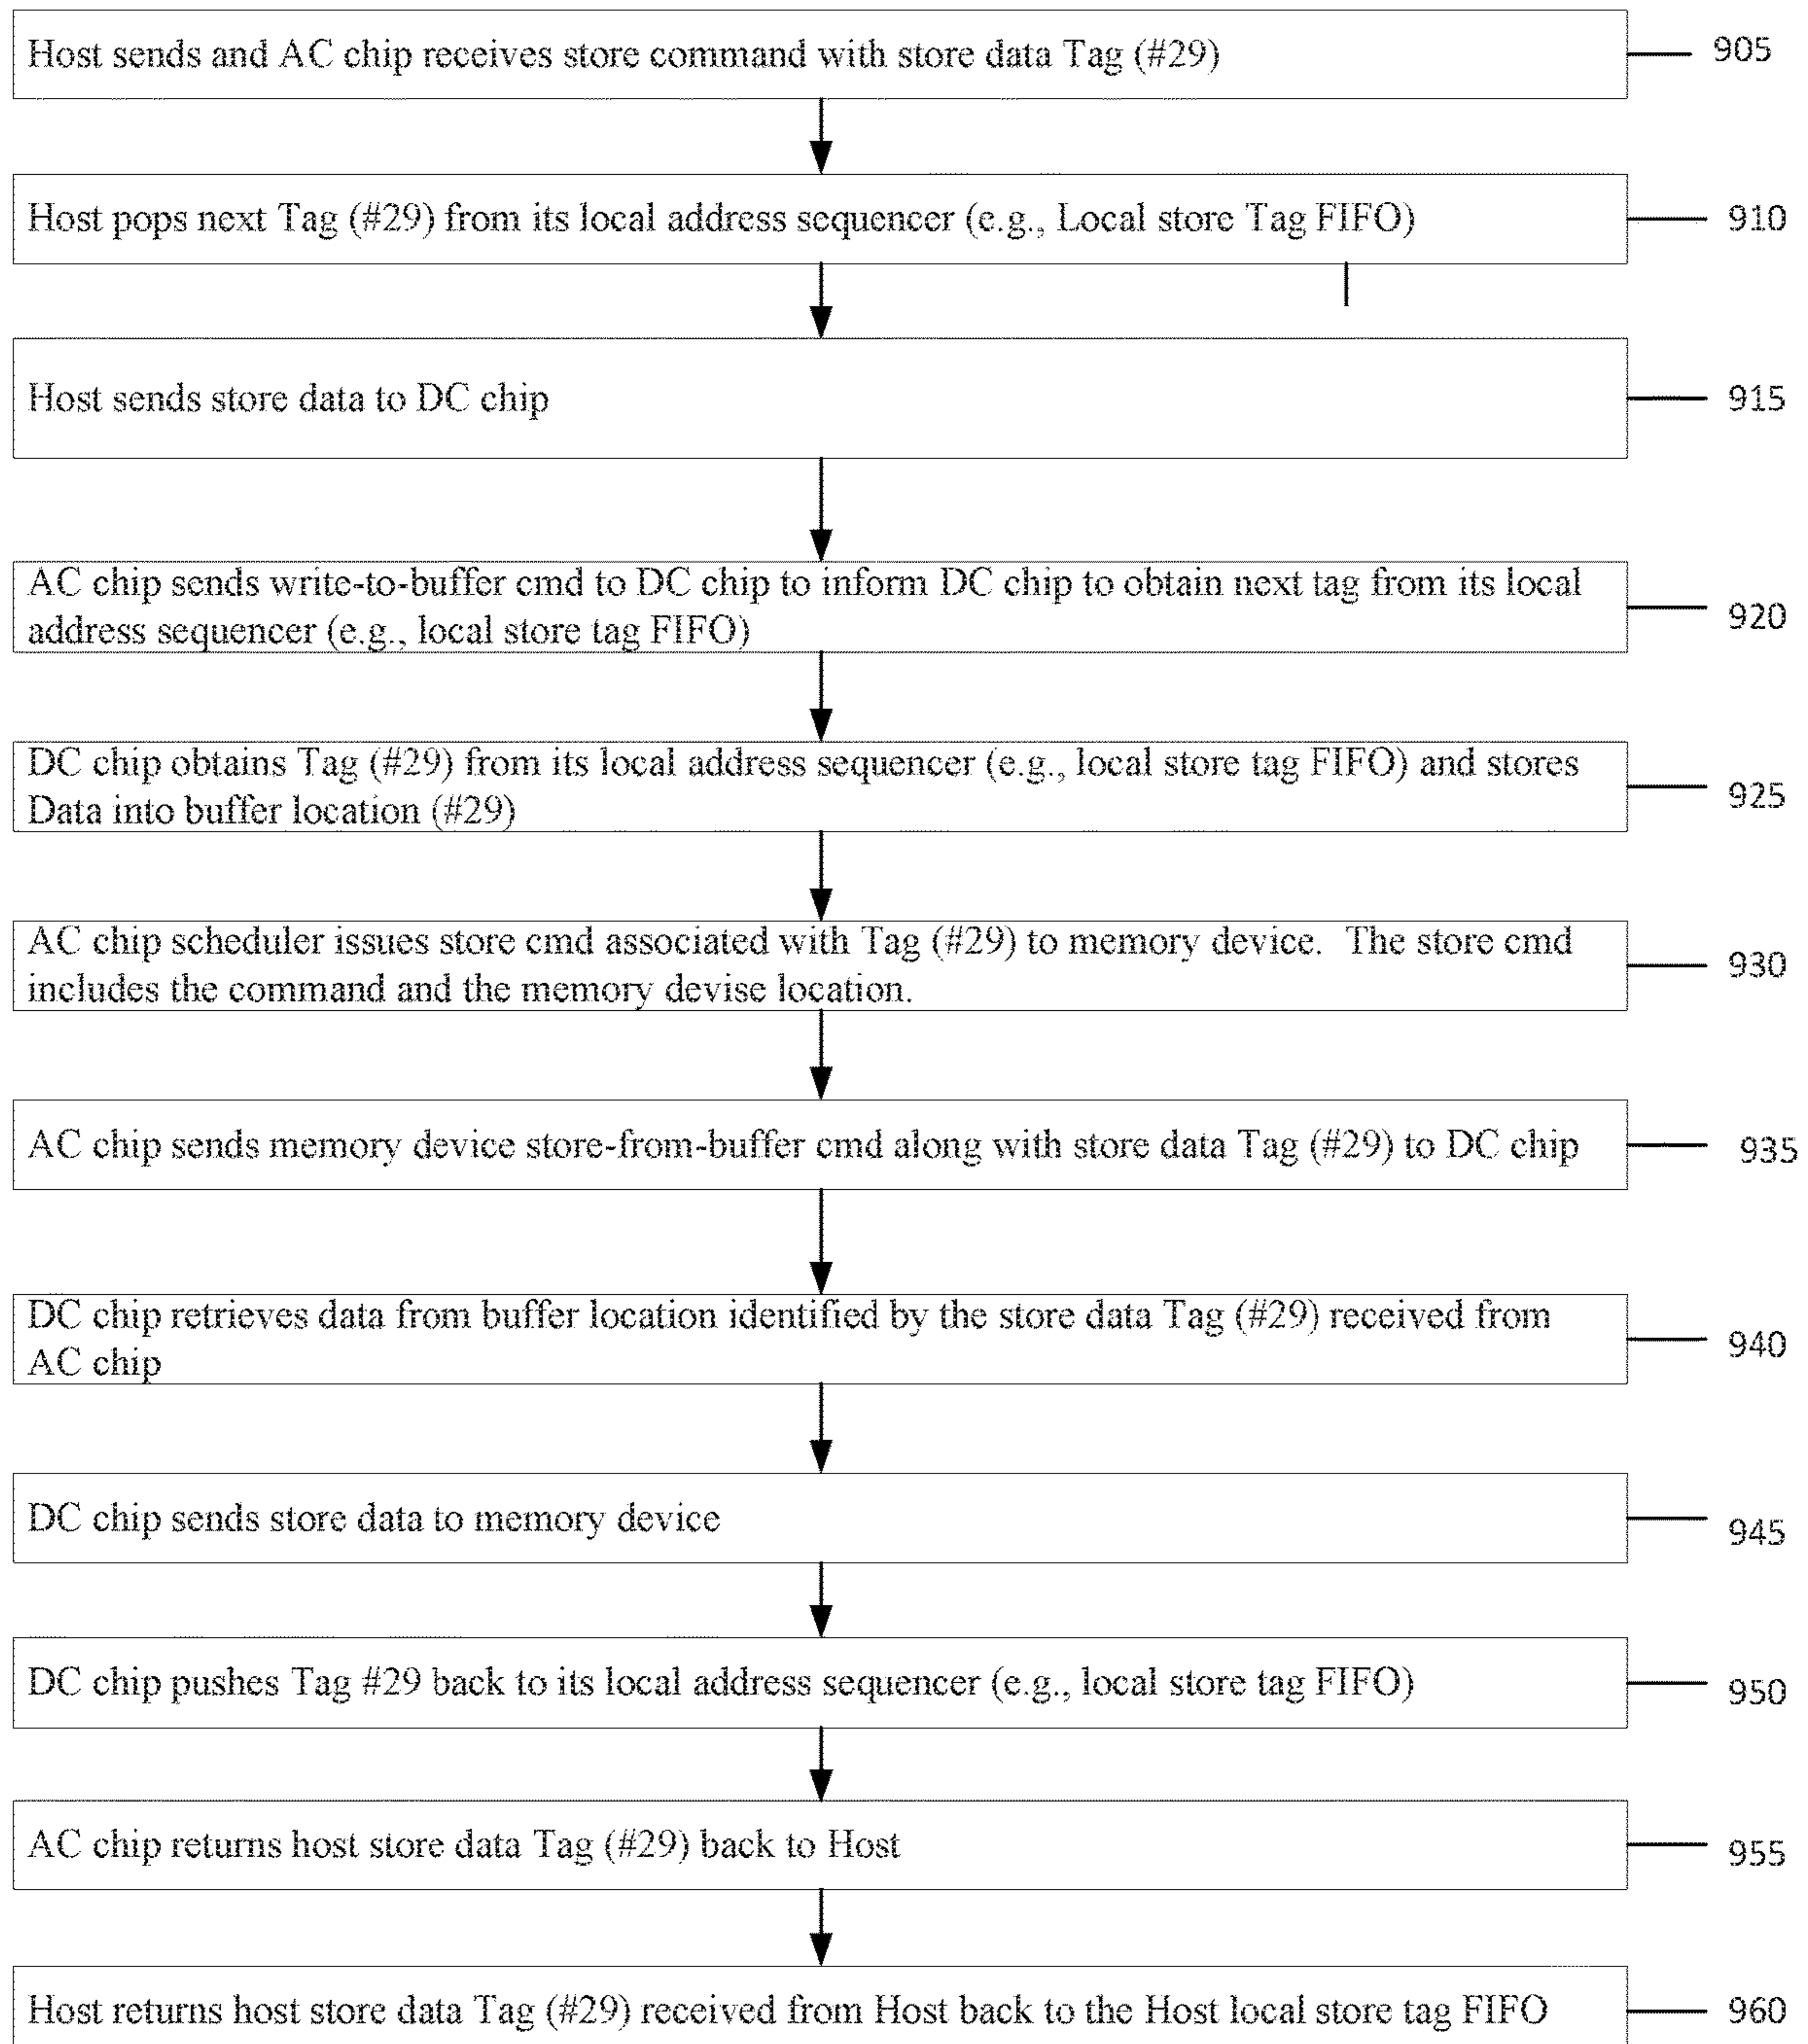 Host sends and AC chip receives store command with store data Tag (#29)
905
Host pops next Tag (#29) from its local address sequencer (e.g., Local store Tag FIFO)
910
Host sends store data to DC chip
915
AC chip sends write-to-buffer cmd to DC chip to inform DC chip to obtain next tag from its local
address sequencer (e.g., local store tag FIFO)
920
DC chip obtains Tag (#29) from its local address sequencer (e.g., local store tag FIFO) and stores
Data into buffer location (#29)
925
AC chip scheduler issues store cmd associated with Tag (#29) to memory device.  The store cmd
includes the command and the memory devise location.
930
AC chip sends memory device store-from-buffer cmd along with store data Tag (#29) to DC chip
935
DC chip retrieves data from buffer location identified by the store data Tag (#29) received from
AC chip
940
DC chip sends store data to memory device
945
DC chip pushes Tag #29 back to its local address sequencer (e.g., local store tag FIFO)
950
AC chip returns host store data Tag (#29) back to Host
955
Host returns host store data Tag (#29) received from Host back to the Host local store tag FIFO
960